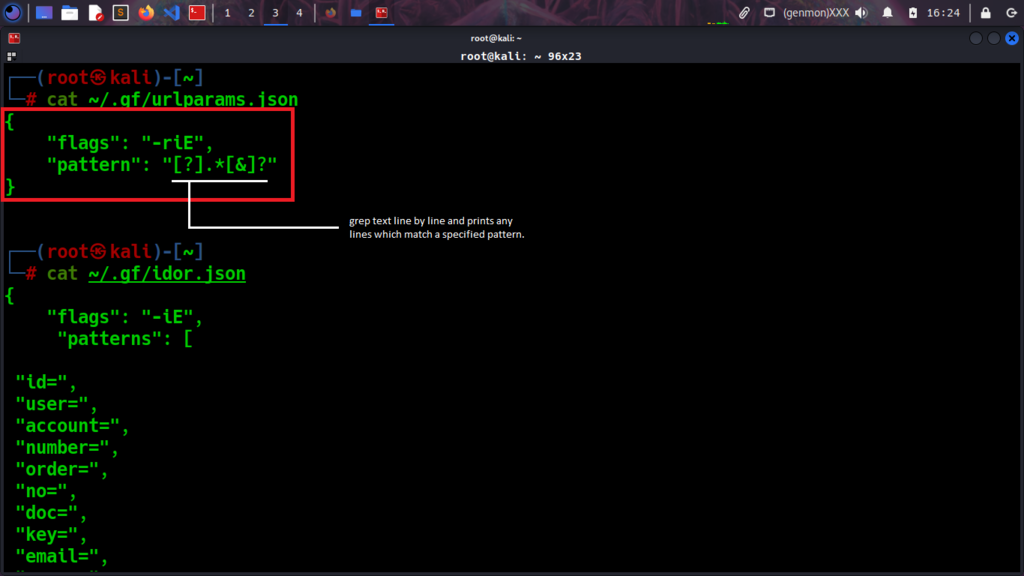 1 2 3 4 (genmon)XXX 16:24
root@kali: ~
root@kali: ~ 96x23
┌──(root㉿kali)-[~]
└─# cat ~/.gf/urlparams.json
{
"flags": "-riE",
"pattern": "[?].*[&]?"
}
grep text line by line and prints any
lines which match a specified pattern.
┌──(root㉿kali)-[~]
└─# cat ~/.gf/idor.json
{
"flags": "-iE",
"patterns": [
"id=",
"user=",
"account=",
"number=",
"order=",
"no=",
"doc=",
"key=",
"email=",